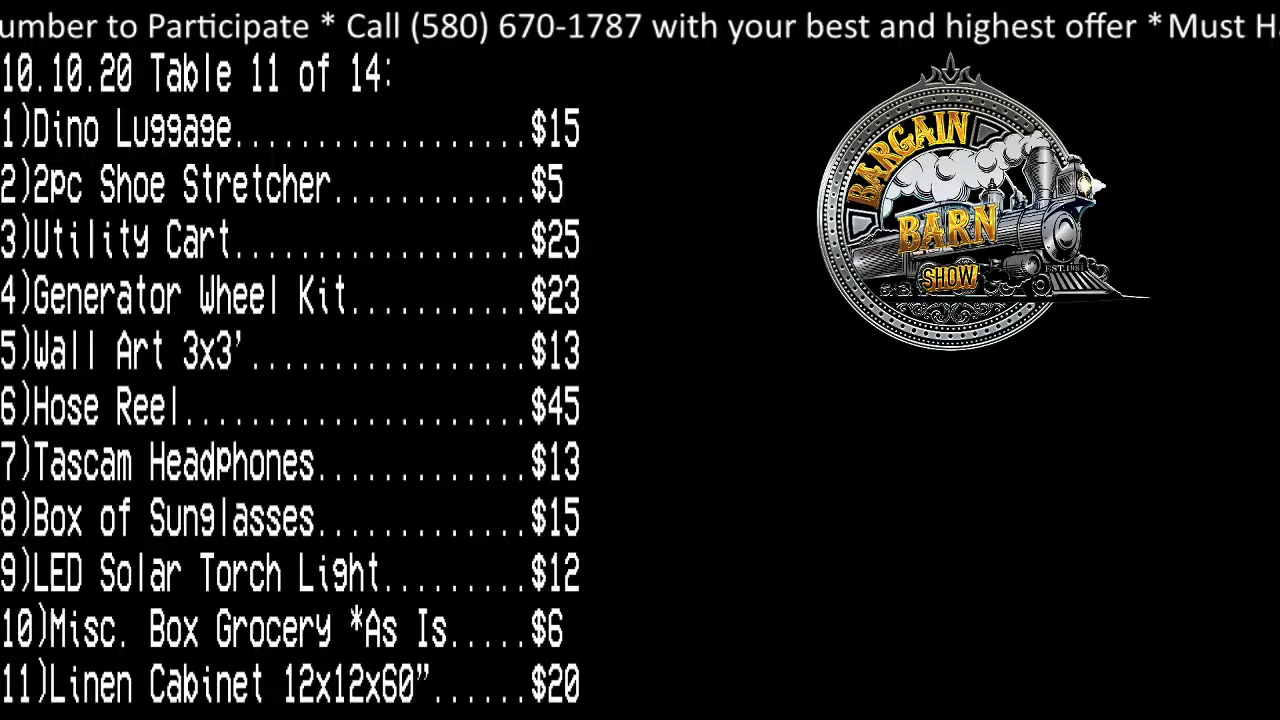 umber to Participate * Call (580) 670-1787 with your best and highest offer * Must Ha
10.10.20 Table 11 of 14:
1)Dino Luggage..................$15
2)2pc Shoe Stretcher............$5
3)Utility Cart..................$25
4)Generator Wheel Kit...........$23
5)Wall Art 3x3’.................$13
6)Hose Reel.....................$45
7)Tascam Headphones.............$13
8)Box of Sunglasses.............$15
9)LED Solar Torch Light.........$12
10)Misc. Box Grocery *As Is.....$6
11)Linen Cabinet 12x12x60”......$20
BARGAIN
BARN
SHOW